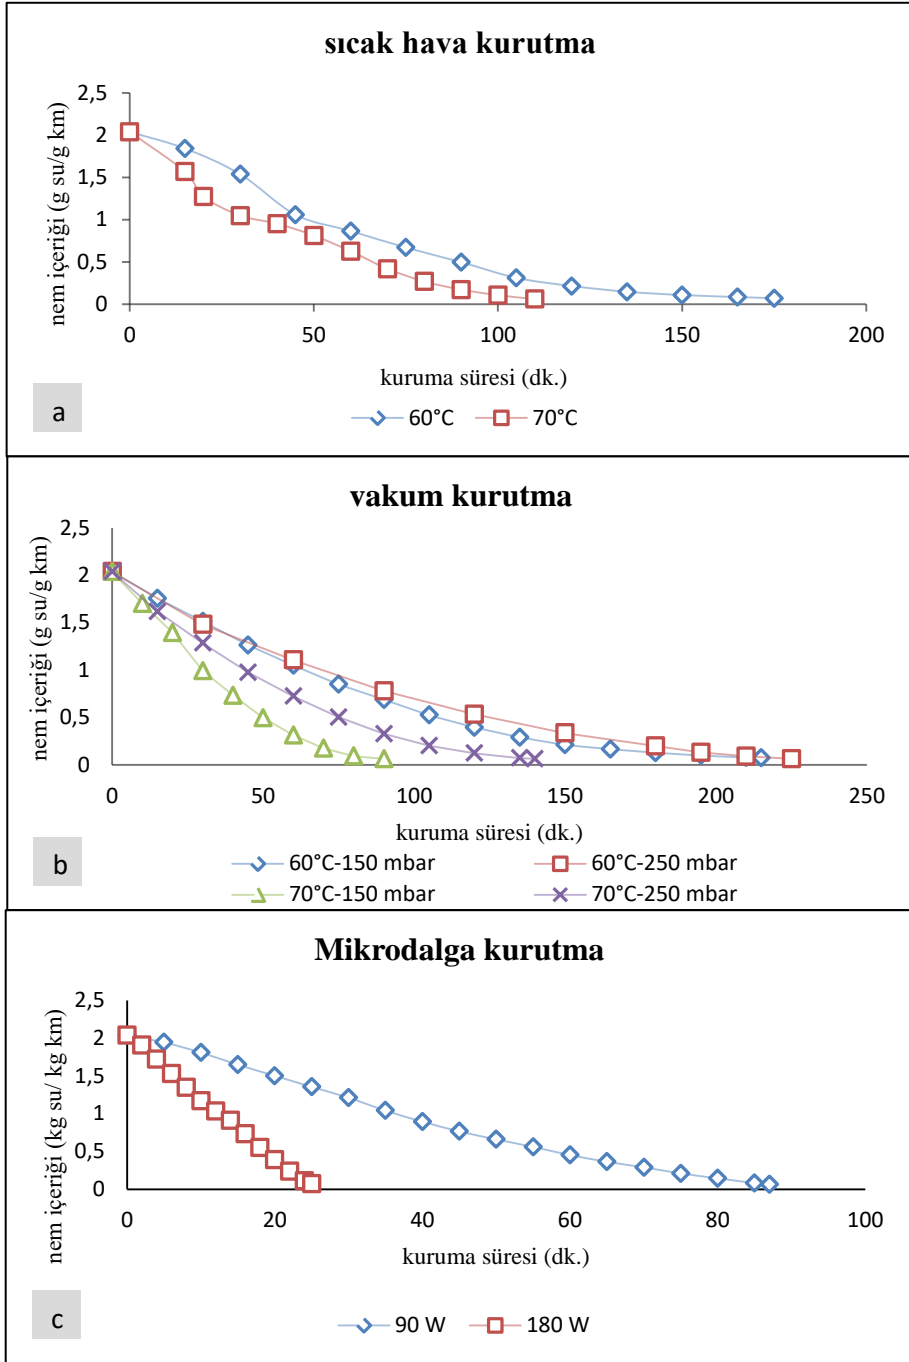 sıcak hava kurutma
nem içeriği (g su/g km)
2,5
2
1,5
1
0,5
0
0 50 100 150 200
kuruma süresi (dk.)
60°C 70°C
a
vakum kurutma
nem içeriği (g su/g km)
2,5
2
1,5
1
0,5
0
0 50 100 150 200 250
kuruma süresi (dk.)
60°C-150 mbar 60°C-250 mbar
70°C-150 mbar 70°C-250 mbar
b
Mikrodalga kurutma
nem içeriği (kg su/ kg km)
2,5
2
1,5
1
0,5
0
0 20 40 60 80 100
kuruma süresi (dk.)
90 W 180 W
c